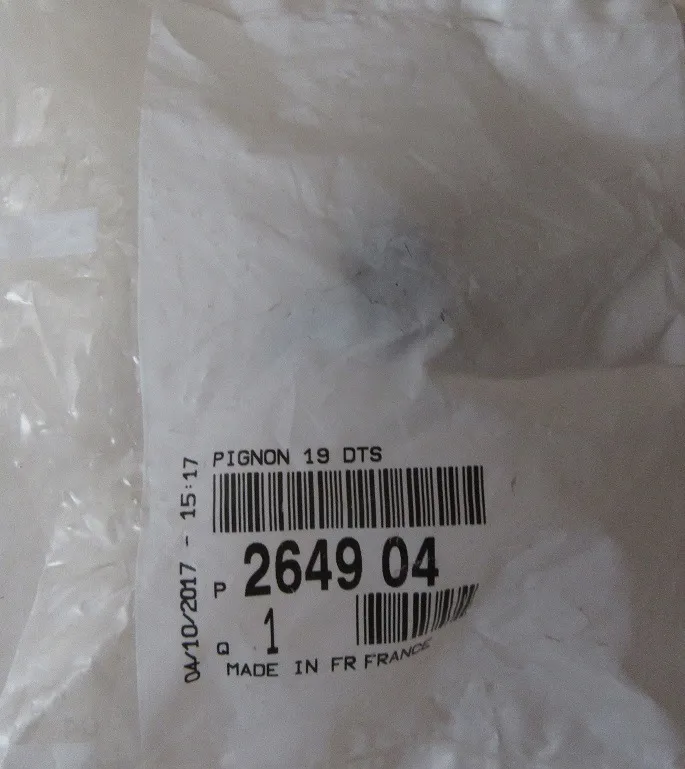 PIGNON 19 DTS
04/10/2017 - 15:17
P 2649 04
Q 1
MADE IN FR FRANCE